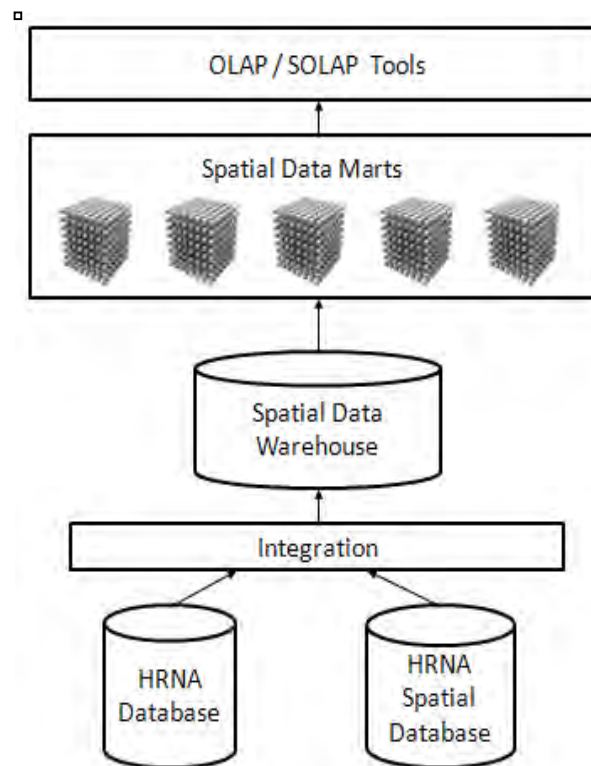 OLAP / SOLAP Tools
Spatial Data Marts
Spatial Data
Warehouse
Integration
HRNA
Database
HRNA
Spatial
Database